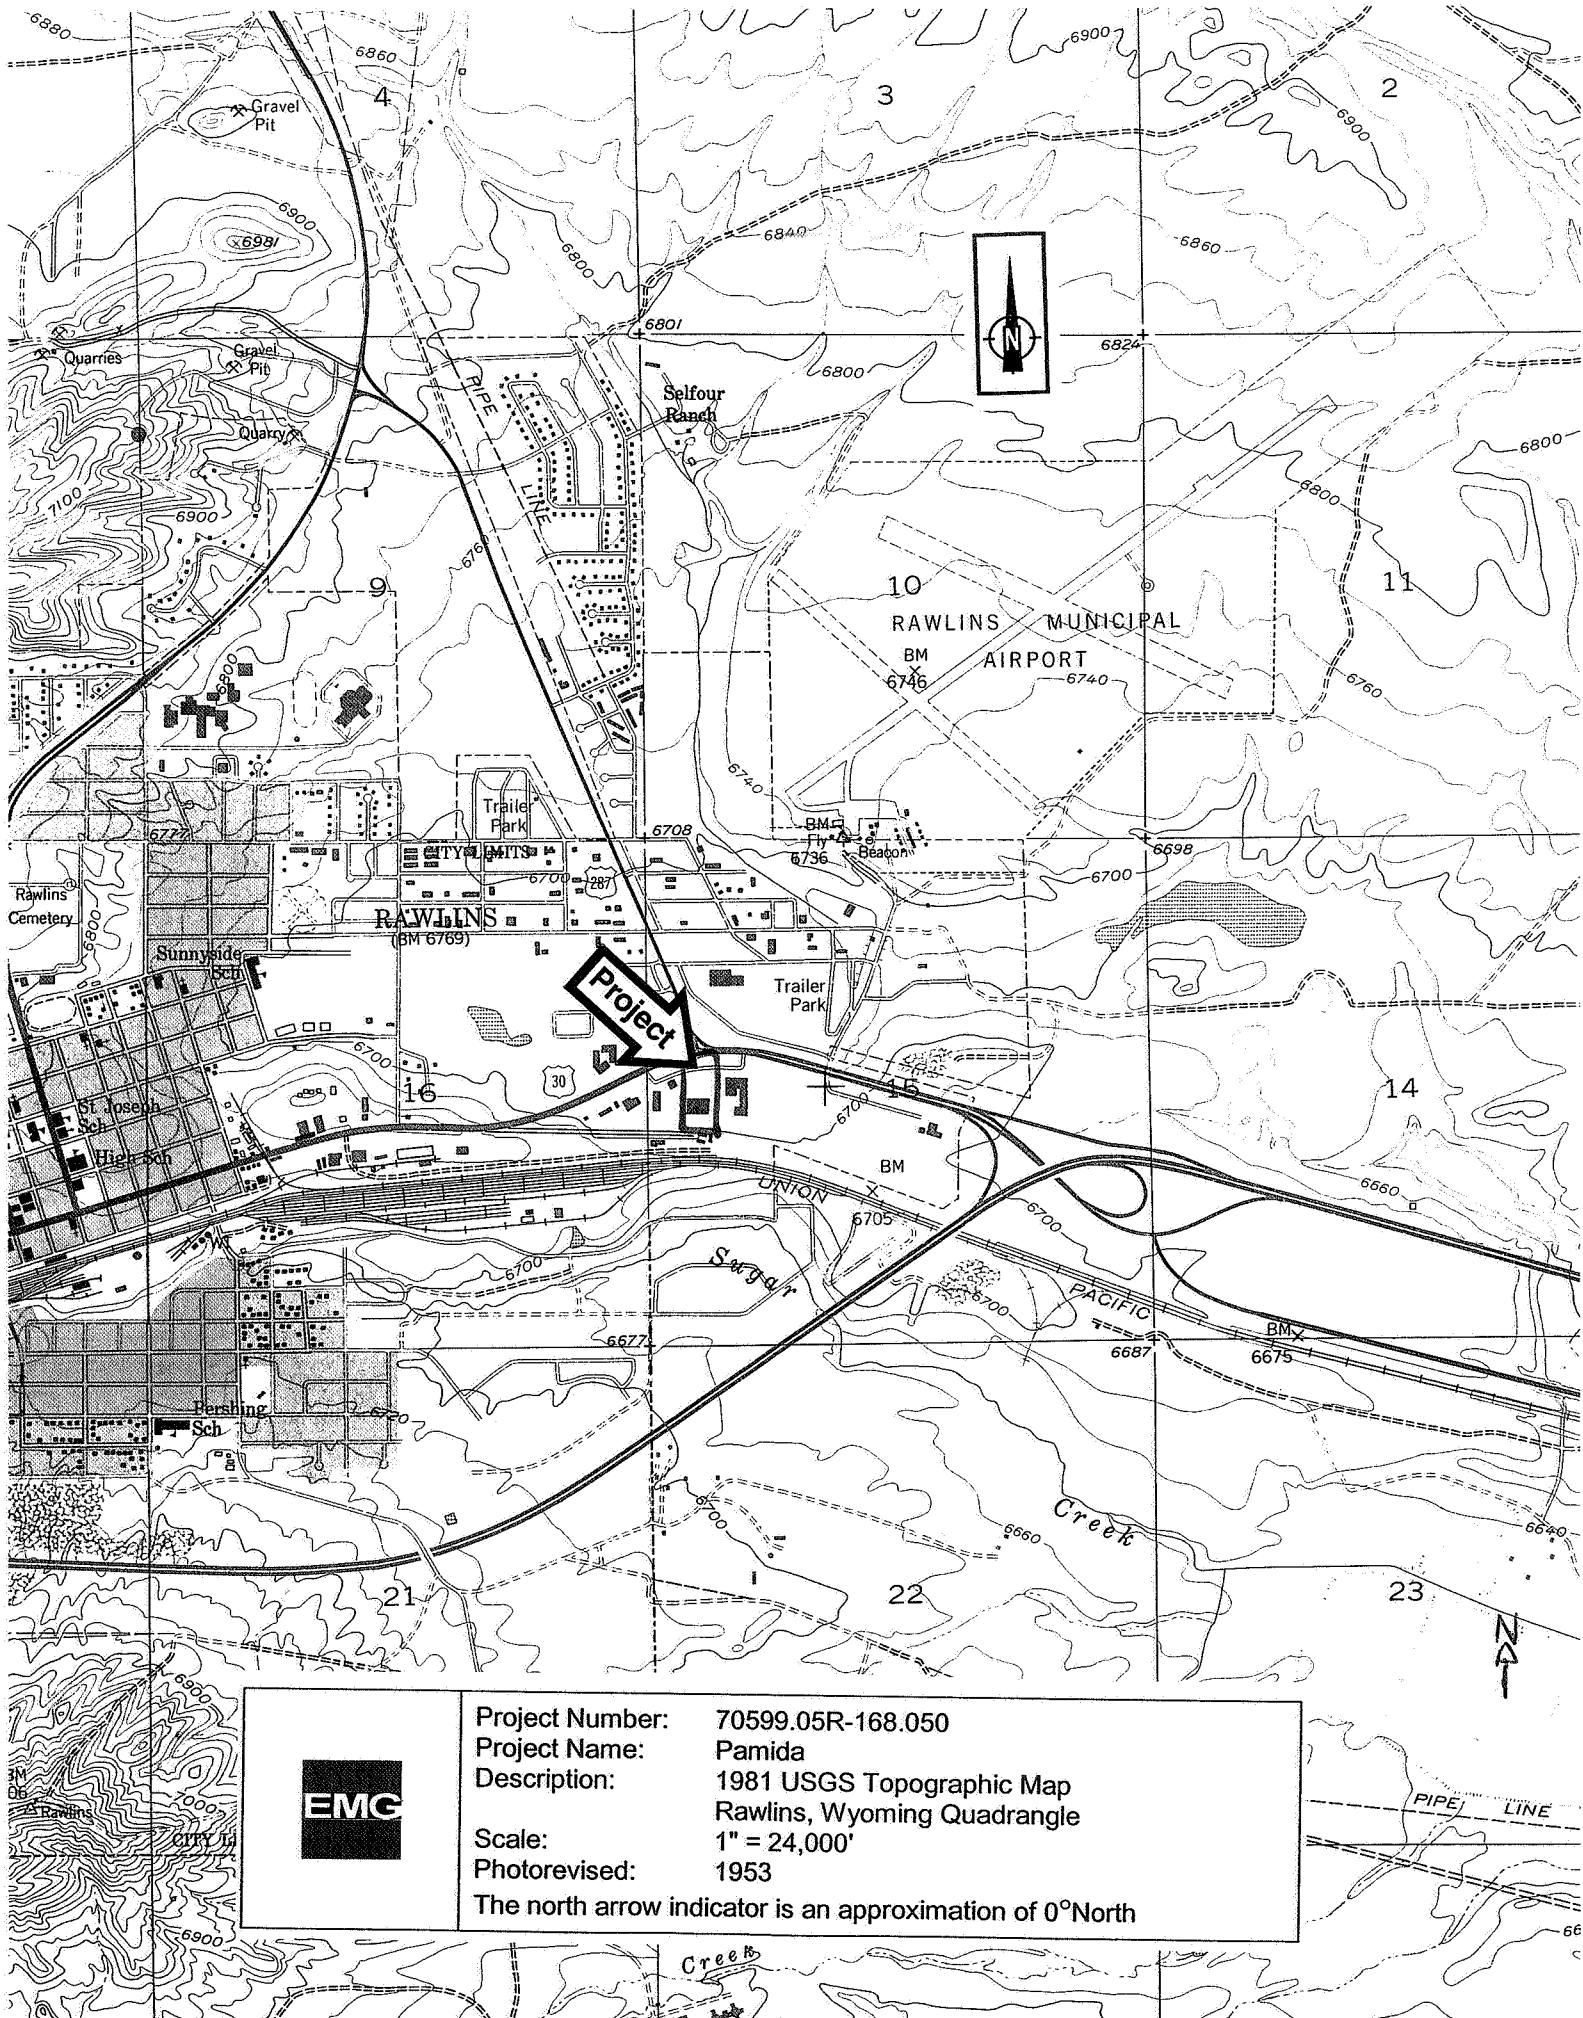 6880
6860
6900
4
3
2
Gravel
Pit
6900
6900
6981
6800
6840
6860
N
6801
6824
Quarries
Gravel
Pit
PIPE
LINE
6800
Selfour
Ranch
Quarry
6800
7100
6900
6800
6760
9
10
11
RAWLINS MUNICIPAL
AIRPORT
BM
6746
6740
6760
6800
6740
Trailer
Park
6777
6708
BM
Fly
6736
Beacon
6698
CITY LIMITS
6700
287
6700
Rawlins
Cemetery
6800
RAWLINS
(BM 6769)
Sunnyside
Sch
Project
Trailer
Park
6700
30
16
15
14
6700
St Joseph
Sch
High Sch
BM
UNION
6705
6660
6700
Sugar
6700
6700
PACIFIC
6677
BM
6687
6675
Pershing
Sch
6720
6700
Creek
6660
6640
21
22
23
N
6900
Project Number: 70599.05R-168.050
Project Name: Pamida
Description: 1981 USGS Topographic Map
Rawlins, Wyoming Quadrangle
Scale: 1" = 24,000'
Photorevised: 1953
The north arrow indicator is an approximation of 0°North
EMG
7000
Rawlins
PIPE LINE
6900
Creek